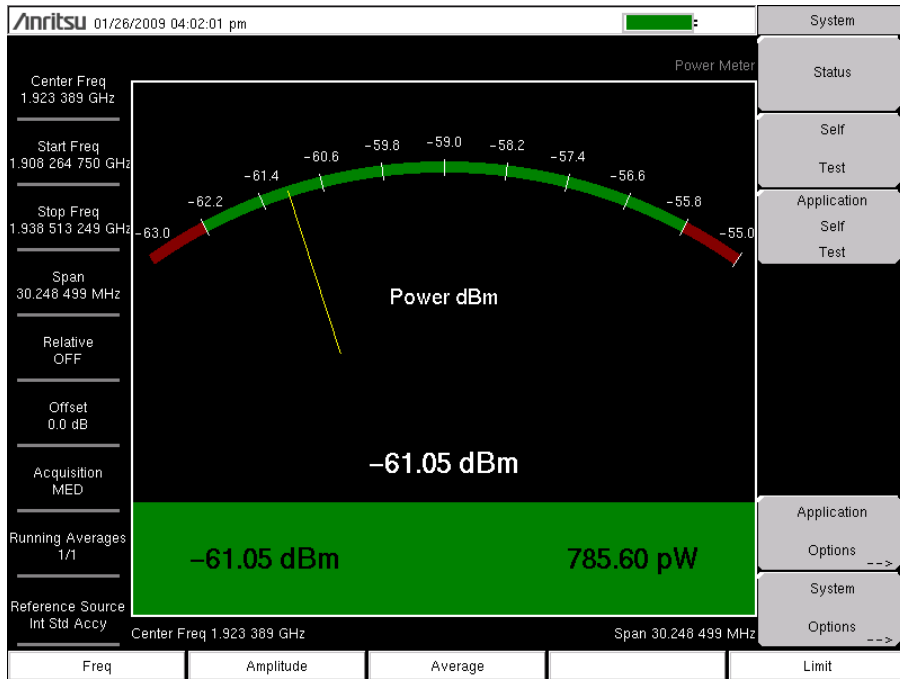 Anritsu 01/26/2009 04:02:01 pm
System
Power Meter
Center Freq
1.923 389 GHz
Start Freq
1.908 264 750 GHz
Stop Freq
1.938 513 249 GHz
Span
30.248 499 MHz
Relative
OFF
Offset
0.0 dB
Acquisition
MED
Running Averages
1/1
Reference Source
Int Std Accy
−63.0
−62.2
−61.4
−60.6
−59.8
−59.0
−58.2
−57.4
−56.6
−55.8
−55.0
Power dBm
−61.05 dBm
−61.05 dBm 785.60 pW
Center Freq 1.923 389 GHz Span 30.248 499 MHz
Status
Self
Test
Application
Self
Test
Application
Options
-->
System
Options
-->
Freq Amplitude Average Limit